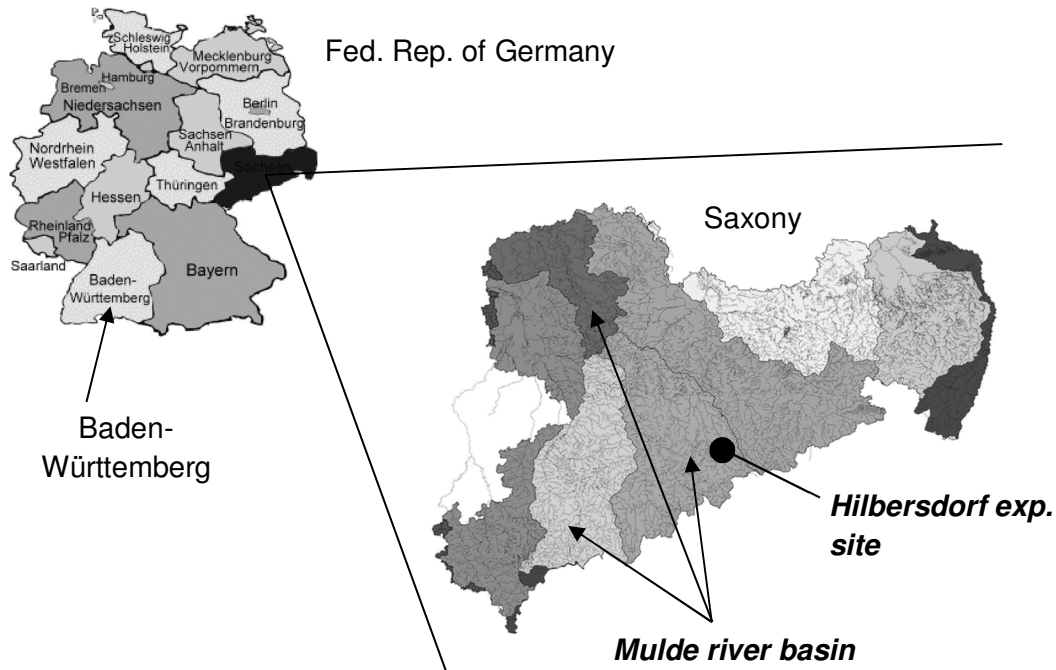 Schleswig
Holstein
Mecklenburg
Vorpommern
Fed. Rep. of Germany
Hamburg
Bremen
Niedersachsen
Berlin
Brandenburg
Sachsen
Anhalt
Nordrhein
Westfalen
Sachsen
Thüringen
Hessen
Rheinland
Pfalz
Saarland
Bayern
Baden-
Württemberg
Saxony
Baden-
Württemberg
Hilbersdorf exp.
site
Mulde river basin